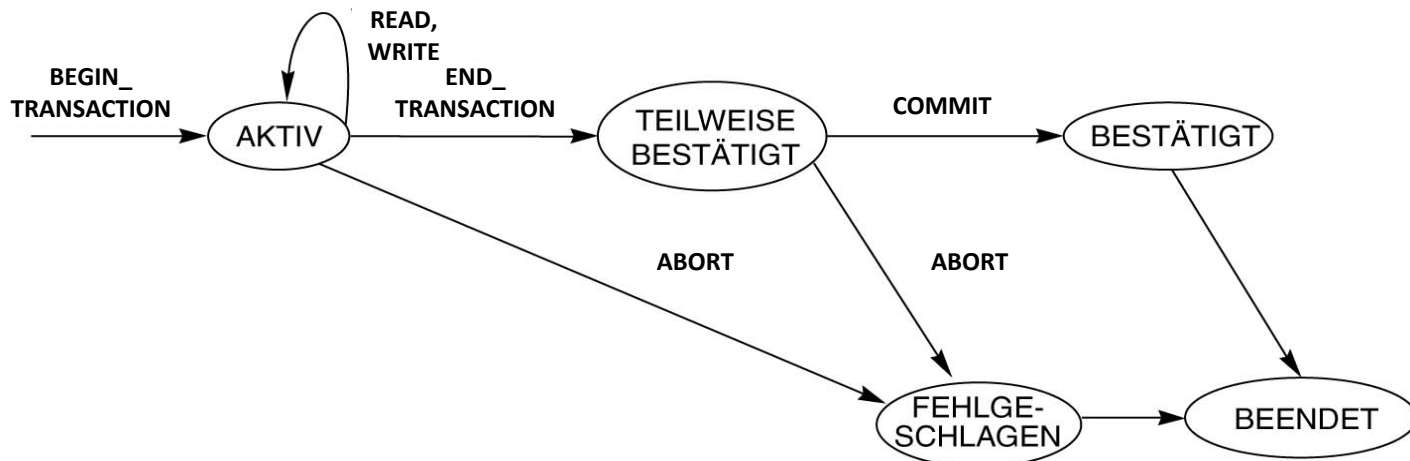 READ,
WRITE
BEGIN_
TRANSACTION
END_
TRANSACTION
COMMIT
AKTIV
TEILWEISE
BESTÄTIGT
BESTÄTIGT
ABORT
ABORT
FEHLGE-
SCHLAGEN
BEENDET